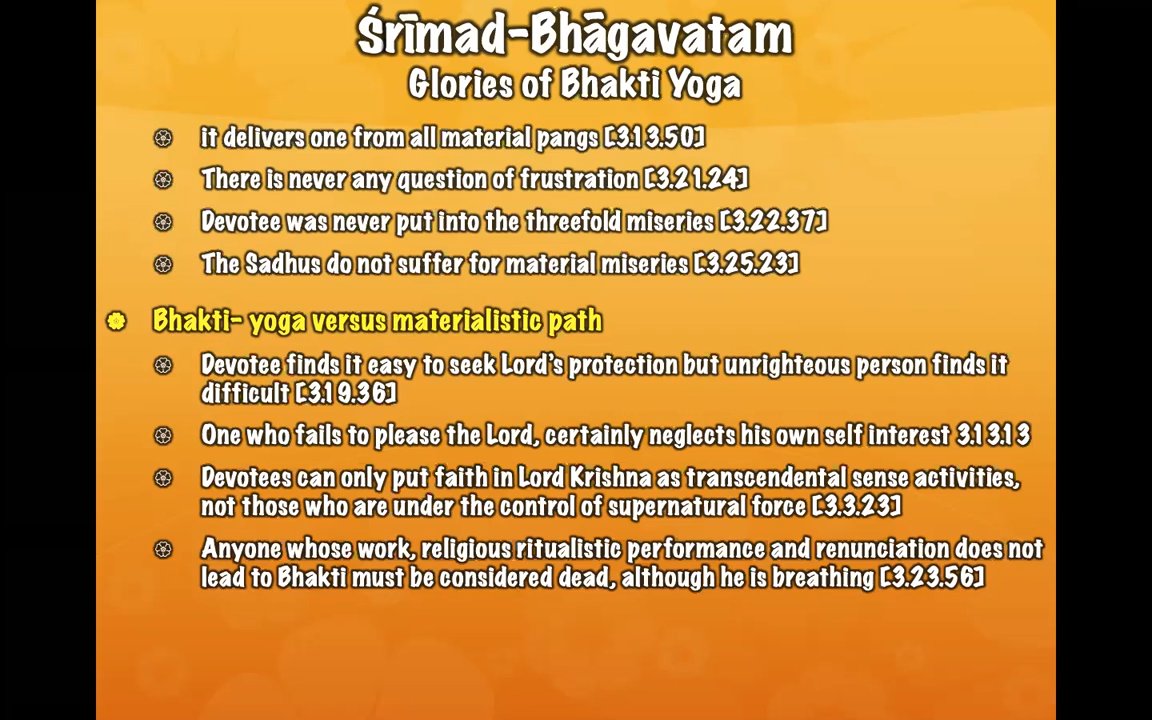 Śrīmad-Bhāgavatam
Glories of Bhakti Yoga
it delivers one from all material pangs [3.13.50]
There is never any question of frustration [3.21.24]
Devotee was never put into the threefold miseries [3.22.37]
The Sadhus do not suffer for material miseries [3.25.23]
Bhakti- yoga versus materialistic path
Devotee finds it easy to seek Lord's protection but unrighteous person finds it
difficult [3.19.36]
One who fails to please the Lord, certainly neglects his own self interest 3.13.13
Devotees can only put faith in Lord Krishna as transcendental sense activities,
not those who are under the control of supernatural force [3.3.23]
Anyone whose work, religious ritualistic performance and renunciation does not
lead to Bhakti must be considered dead, although he is breathing [3.23.56]